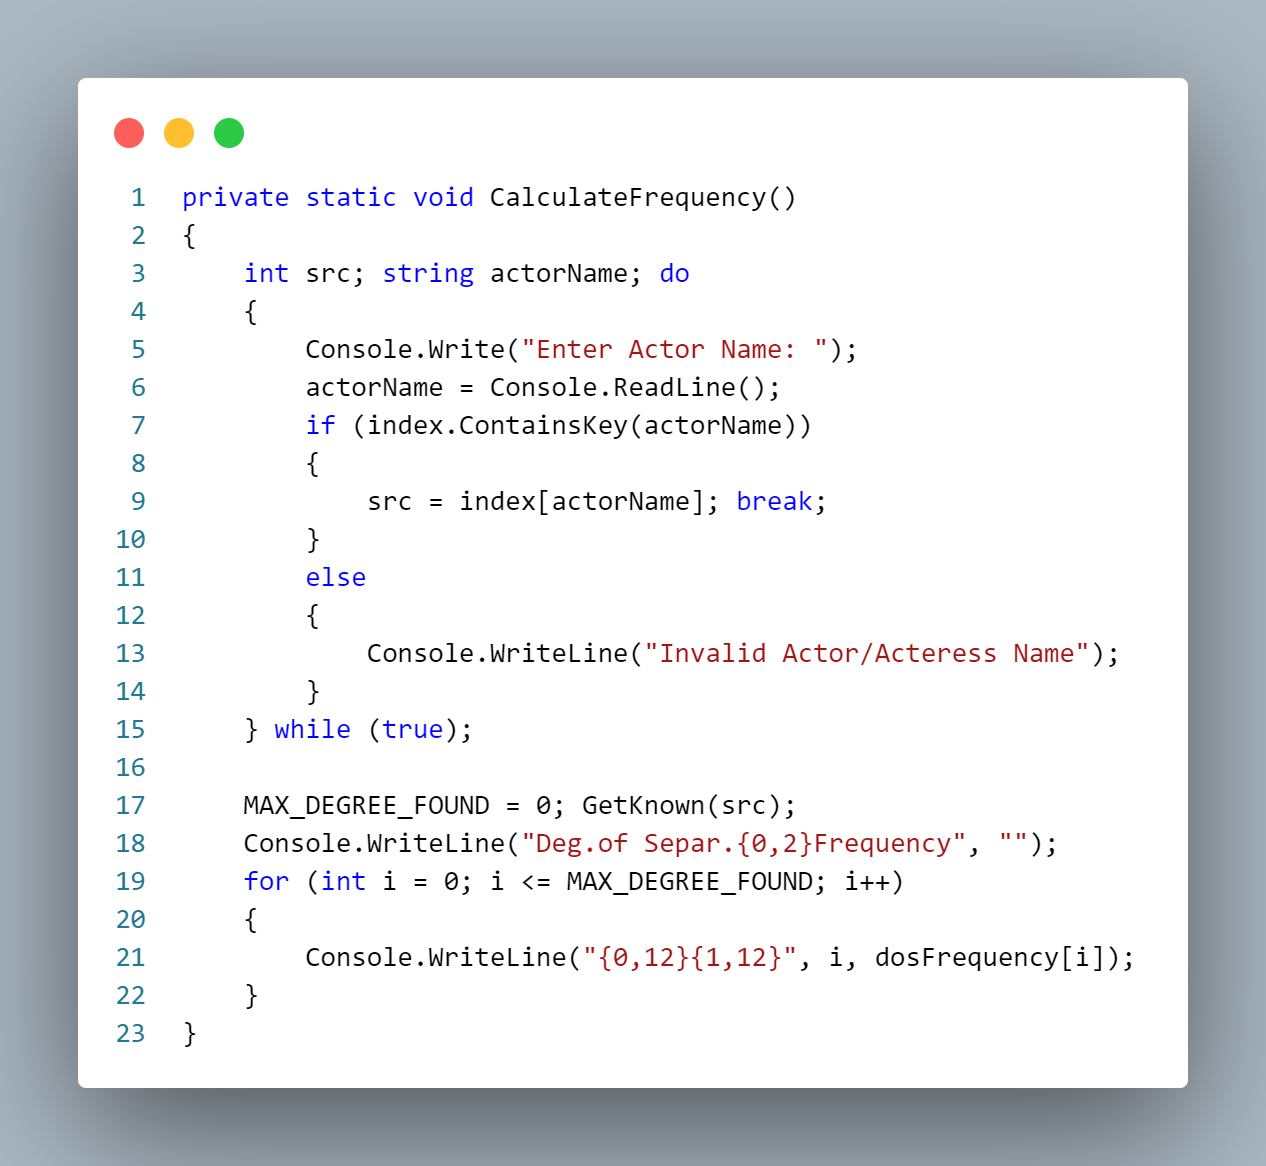 1 private static void CalculateFrequency()
2 {
3     int src; string actorName; do
4     {
5         Console.Write("Enter Actor Name: ");
6         actorName = Console.ReadLine();
7         if (index.ContainsKey(actorName))
8         {
9             src = index[actorName]; break;
10         }
11         else
12         {
13             Console.WriteLine("Invalid Actor/Acteress Name");
14         }
15     } while (true);
16
17     MAX_DEGREE_FOUND = 0; GetKnown(src);
18     Console.WriteLine("Deg.of Separ.{0,2}Frequency", "");
19     for (int i = 0; i <= MAX_DEGREE_FOUND; i++)
20     {
21         Console.WriteLine("{0,12}{1,12}", i, dosFrequency[i]);
22     }
23 }